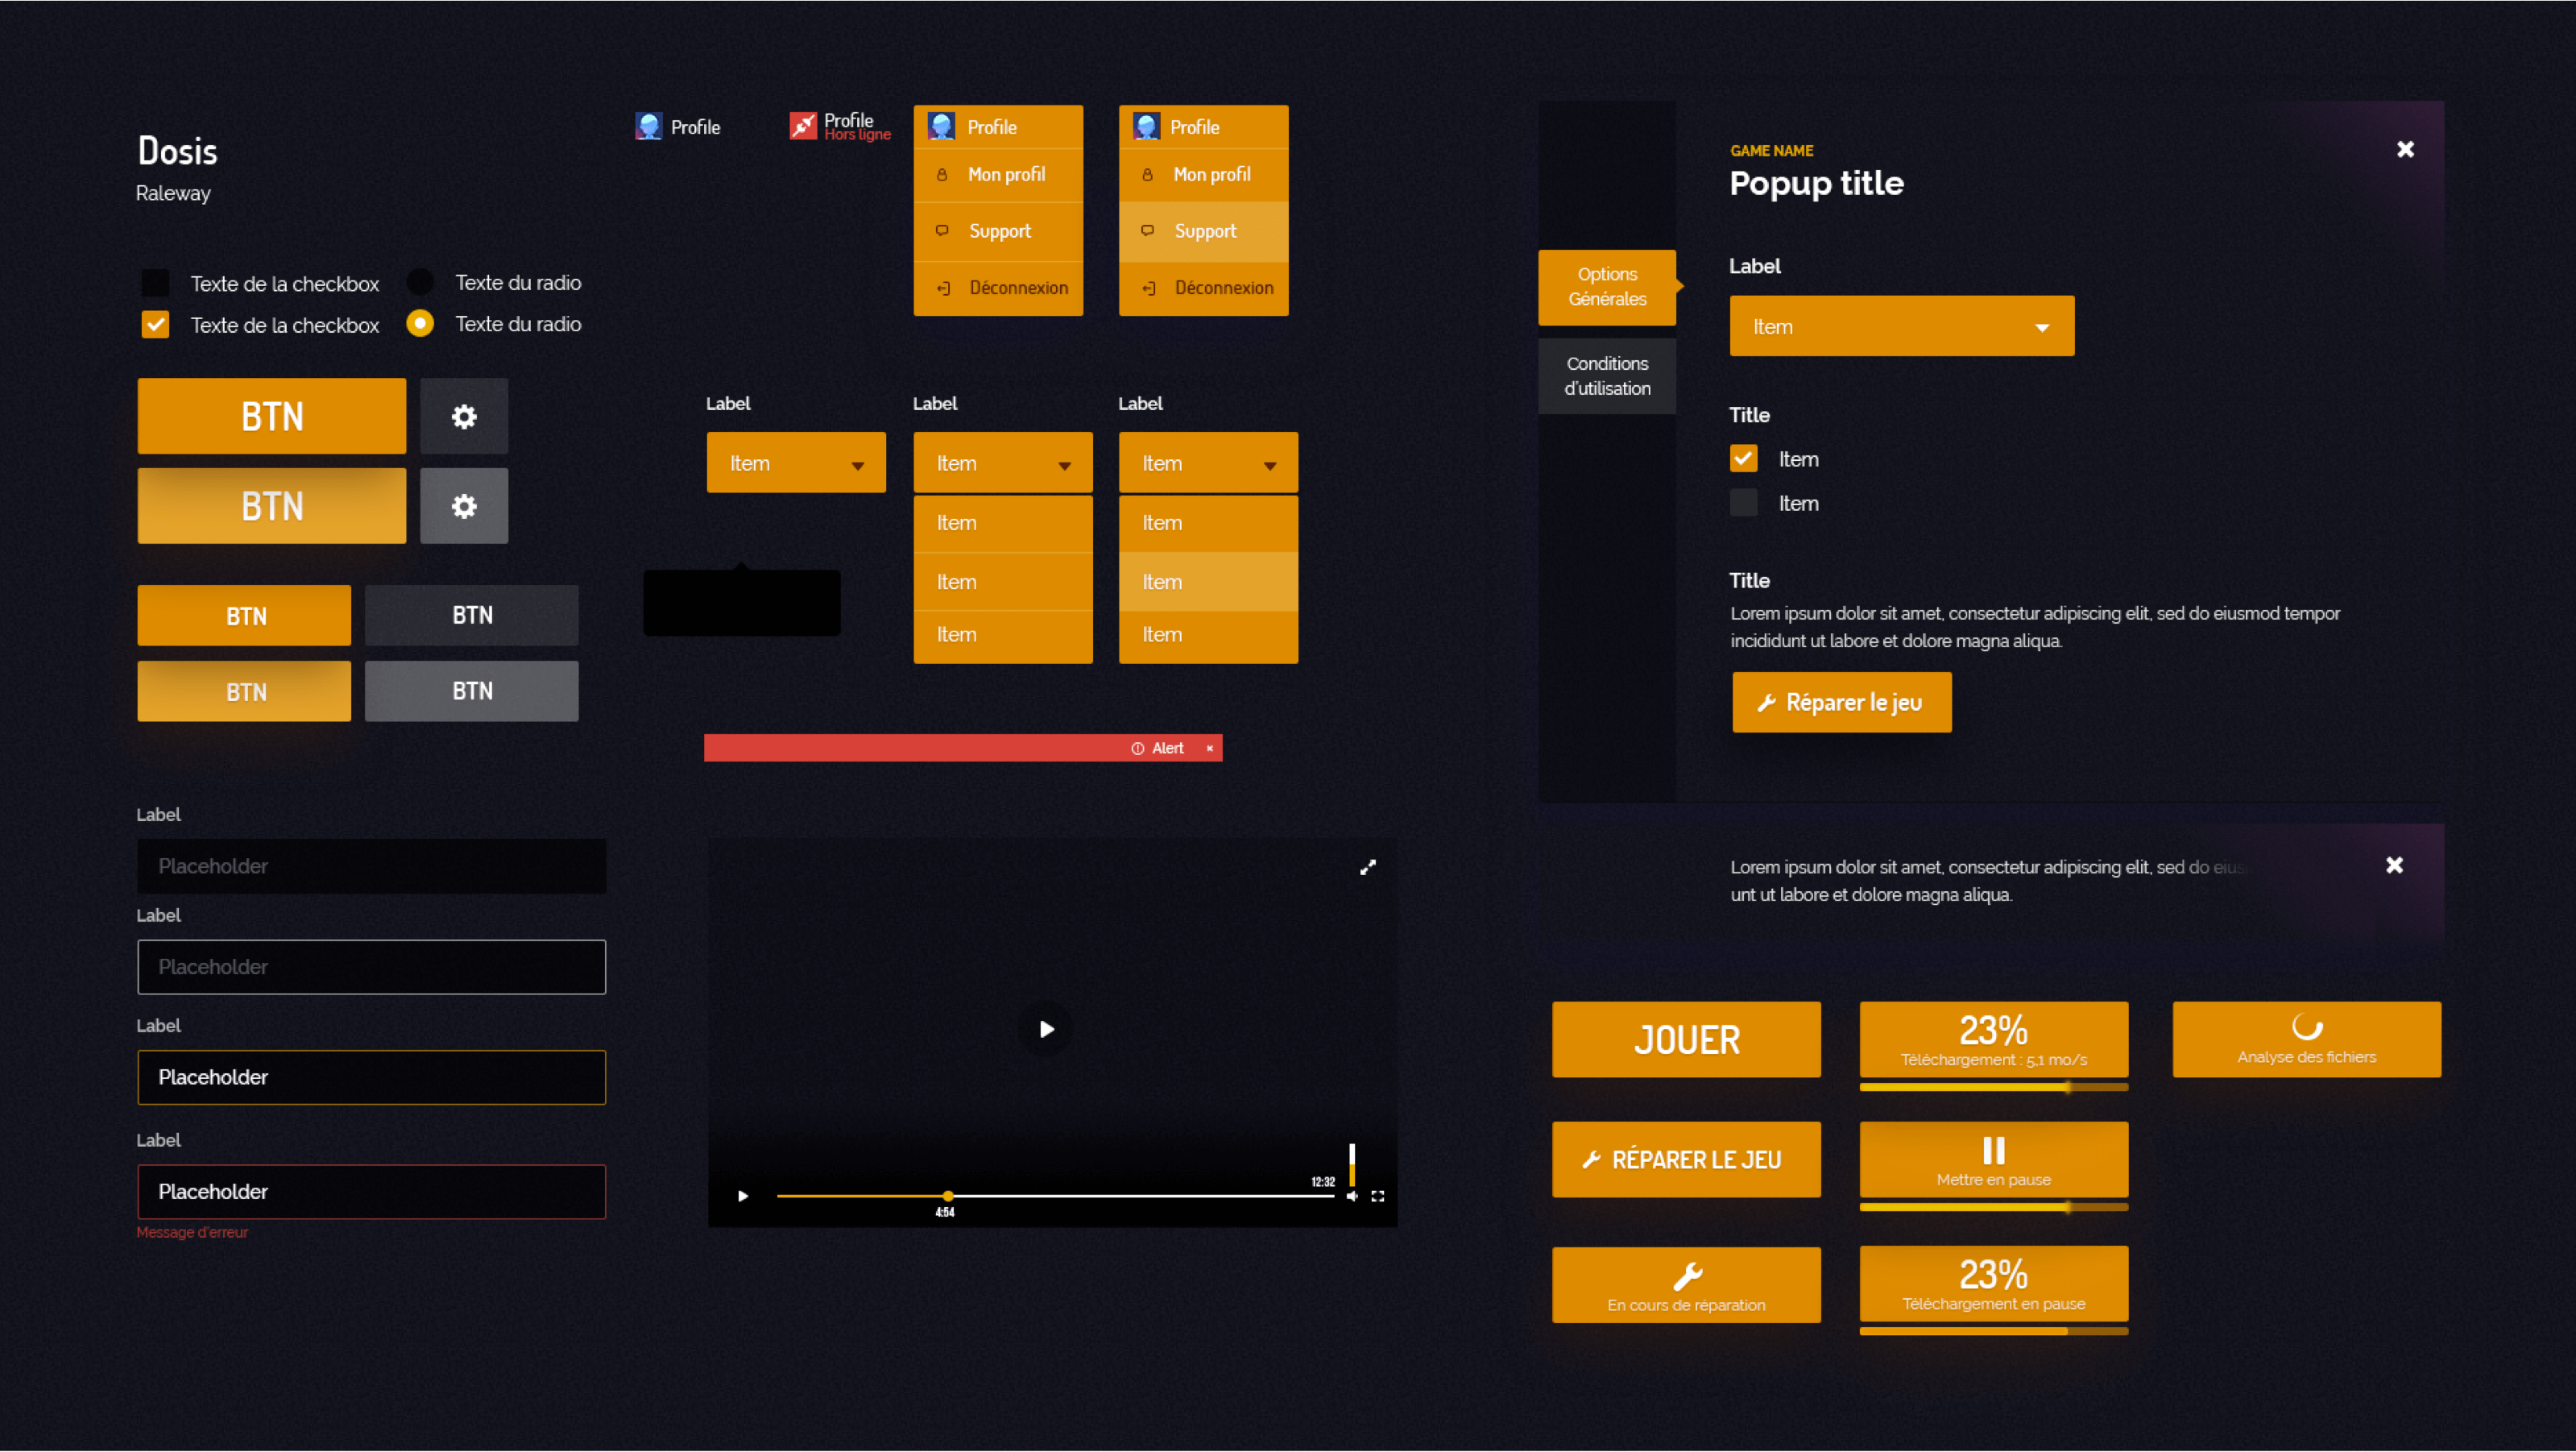 Dosis
Raleway
Texte de la checkbox
Texte du radio
Texte de la checkbox
Texte du radio
BTN
BTN
BTN
BTN
BTN
BTN
Label
Placeholder
Label
Placeholder
Label
Placeholder
Label
Placeholder
Message d'erreur
Profile
Profile
Hors ligne
Profile
Mon profil
Support
Déconnexion
Profile
Mon profil
Support
Déconnexion
Label
Item
Label
Item
Item
Item
Item
Label
Item
Item
Item
Item
Alert
12:32
4:54
Options
Générales
Conditions
d'utilisation
GAME NAME
Popup title
Label
Item
Title
Item
Item
Title
Lorem ipsum dolor sit amet, consectetur adipiscing elit, sed do eiusmod tempor
incididunt ut labore et dolore magna aliqua.
Réparer le jeu
Lorem ipsum dolor sit amet, consectetur adipiscing elit, sed do eius
unt ut labore et dolore magna aliqua.
JOUER
23%
Téléchargement : 5,1 mo/s
Analyse des fichiers
RÉPARER LE JEU
Mettre en pause
En cours de réparation
23%
Téléchargement en pause